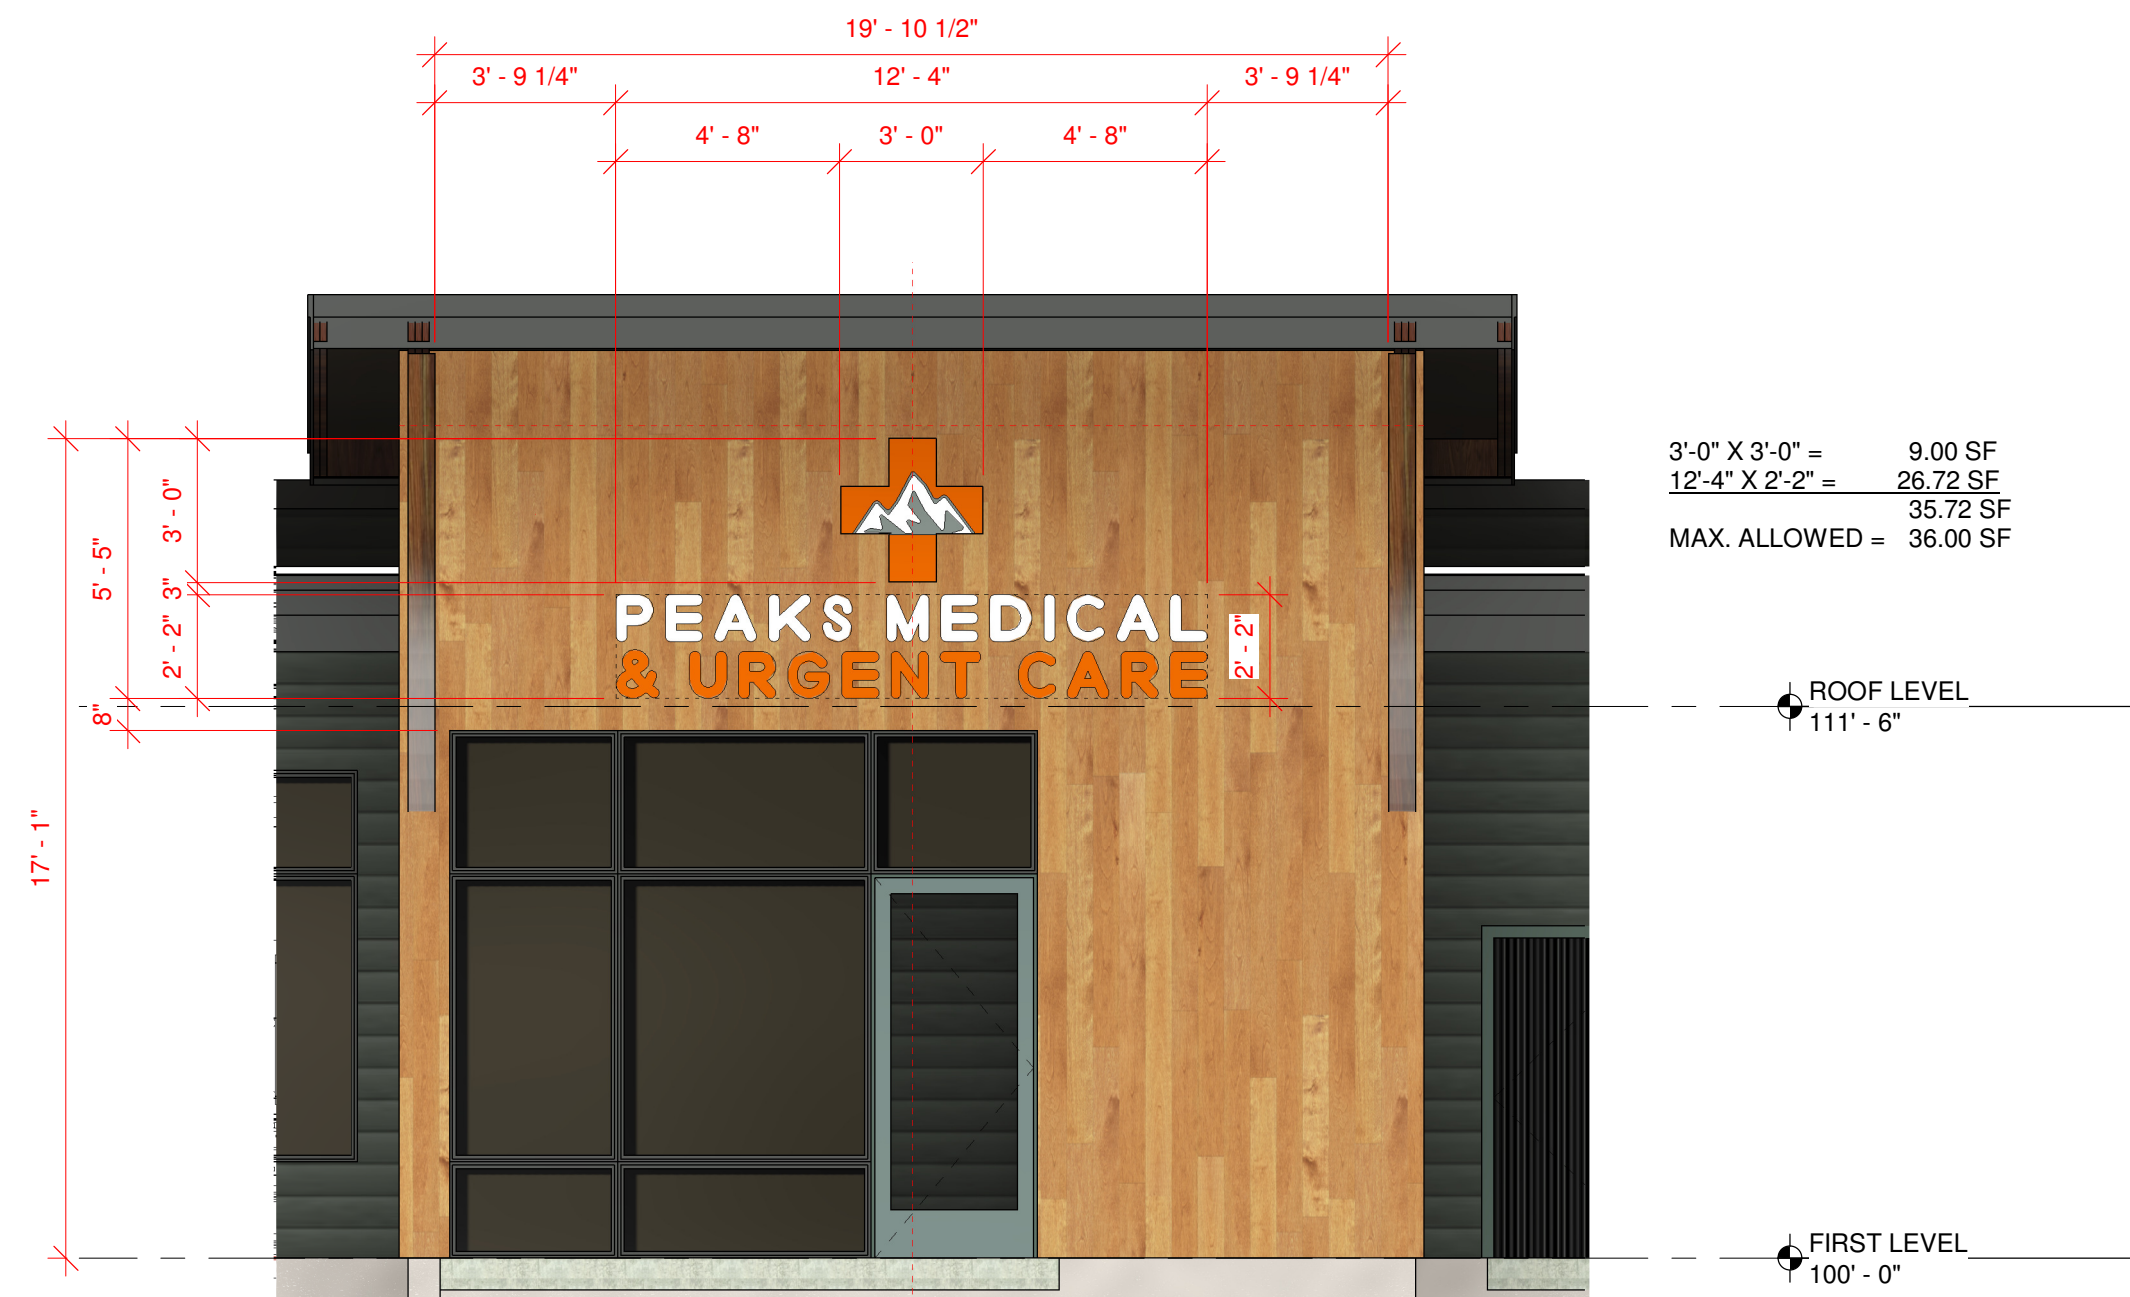 19' - 10 1/2"
3' - 9 1/4"
12' - 4"
3' - 9 1/4"
4' - 8"
3' - 0"
4' - 8"
17' - 1"
5' - 5"
8"
3' - 0"
3"
2' - 2"
PEAKS MEDICAL
& URGENT CARE
2' - 2"
3'-0" X 3'-0" = 9.00 SF
12'-4" X 2'-2" = 26.72 SF
35.72 SF
MAX. ALLOWED = 36.00 SF
ROOF LEVEL
111' - 6"
FIRST LEVEL
100' - 0"